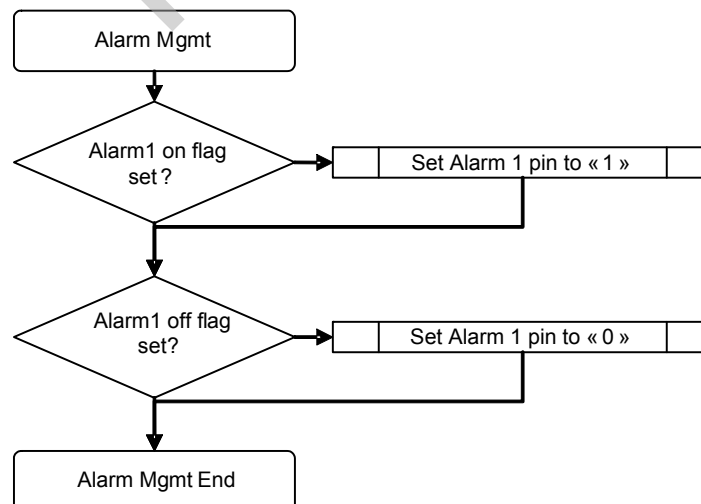 Alarm Mgmt
Alarm1 on flag
set ?
Set Alarm 1 pin to « 1 »
Alarm1 off flag
set?
Set Alarm 1 pin to « 0 »
Alarm Mgmt End